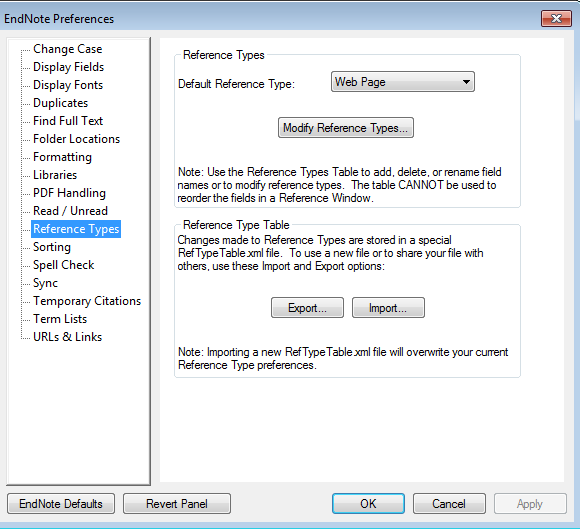 EndNote Preferences
Change Case
Display Fields
Display Fonts
Duplicates
Find Full Text
Folder Locations
Formatting
Libraries
PDF Handling
Read / Unread
Reference Types
Sorting
Spell Check
Sync
Temporary Citations
Term Lists
URLs & Links
Reference Types
Default Reference Type: Web Page
Modify Reference Types...
Note: Use the Reference Types Table to add, delete, or rename field
names or to modify reference types. The table CANNOT be used to
reorder the fields in a Reference Window.
Reference Type Table
Changes made to Reference Types are stored in a special
RefTypeTable.xml file. To use a new file or to share your file with
others, use these Import and Export options:
Export... Import...
Note: Importing a new RefTypeTable.xml file will overwrite your current
Reference Type preferences.
EndNote Defaults Revert Panel OK Cancel Apply